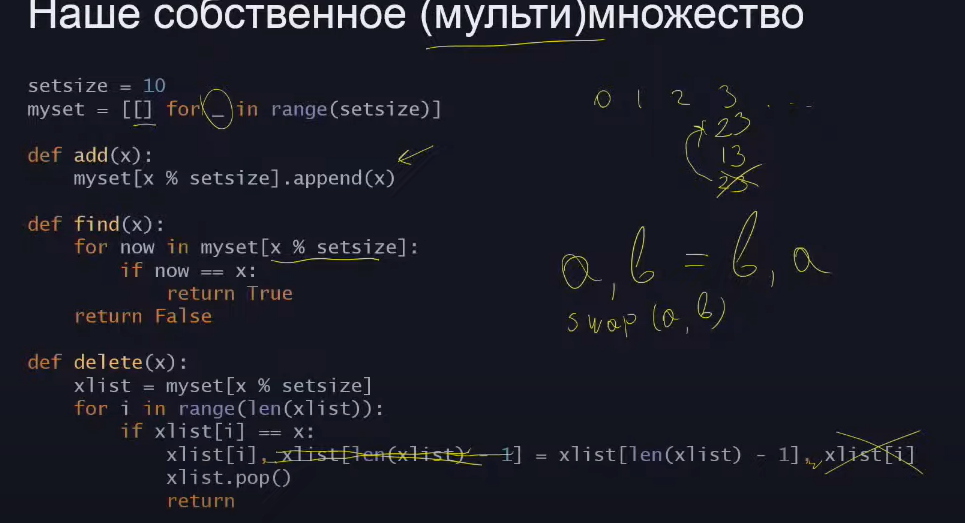 Наше собственное (мульти)множество
setsize = 10
myset = [[] for _ in range(setsize)]
def add(x):
myset[x % setsize].append(x)
def find(x):
for now in myset[x % setsize]:
if now == x:
return True
return False
def delete(x):
xlist = myset[x % setsize]
for i in range(len(xlist)):
if xlist[i] == x:
xlist[i], xlist[len(xlist) - 1] = xlist[len(xlist) - 1], xlist[i]
xlist.pop()
return
0 1 2 3 . . .
23
13
23
a, b = b, a
swap (a, b)